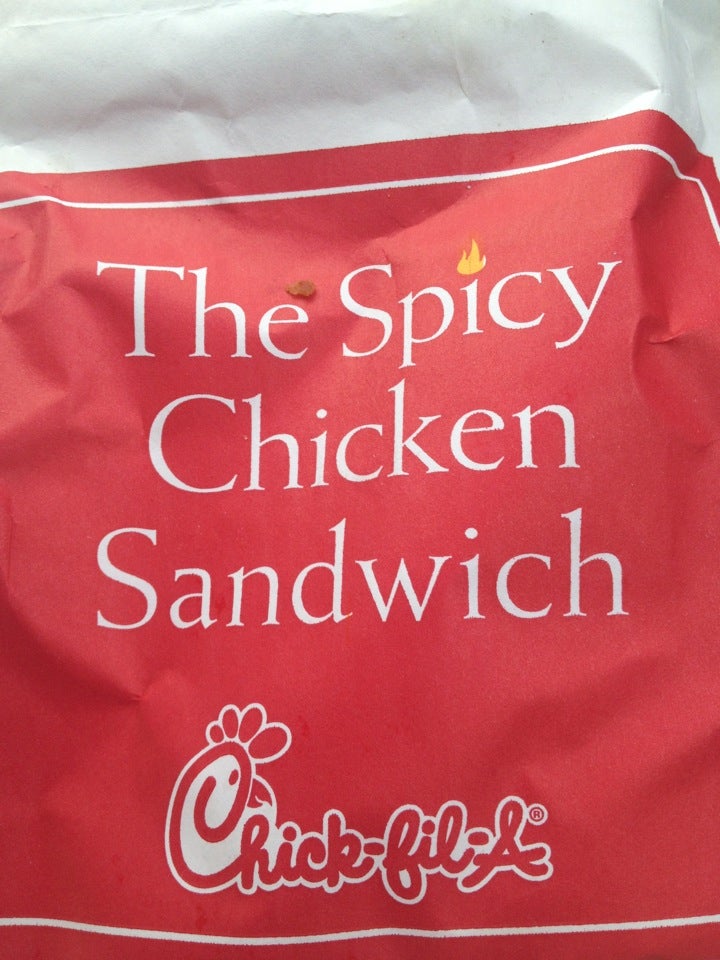 The Spicy
Chicken
Sandwich
Chick-fil-A®